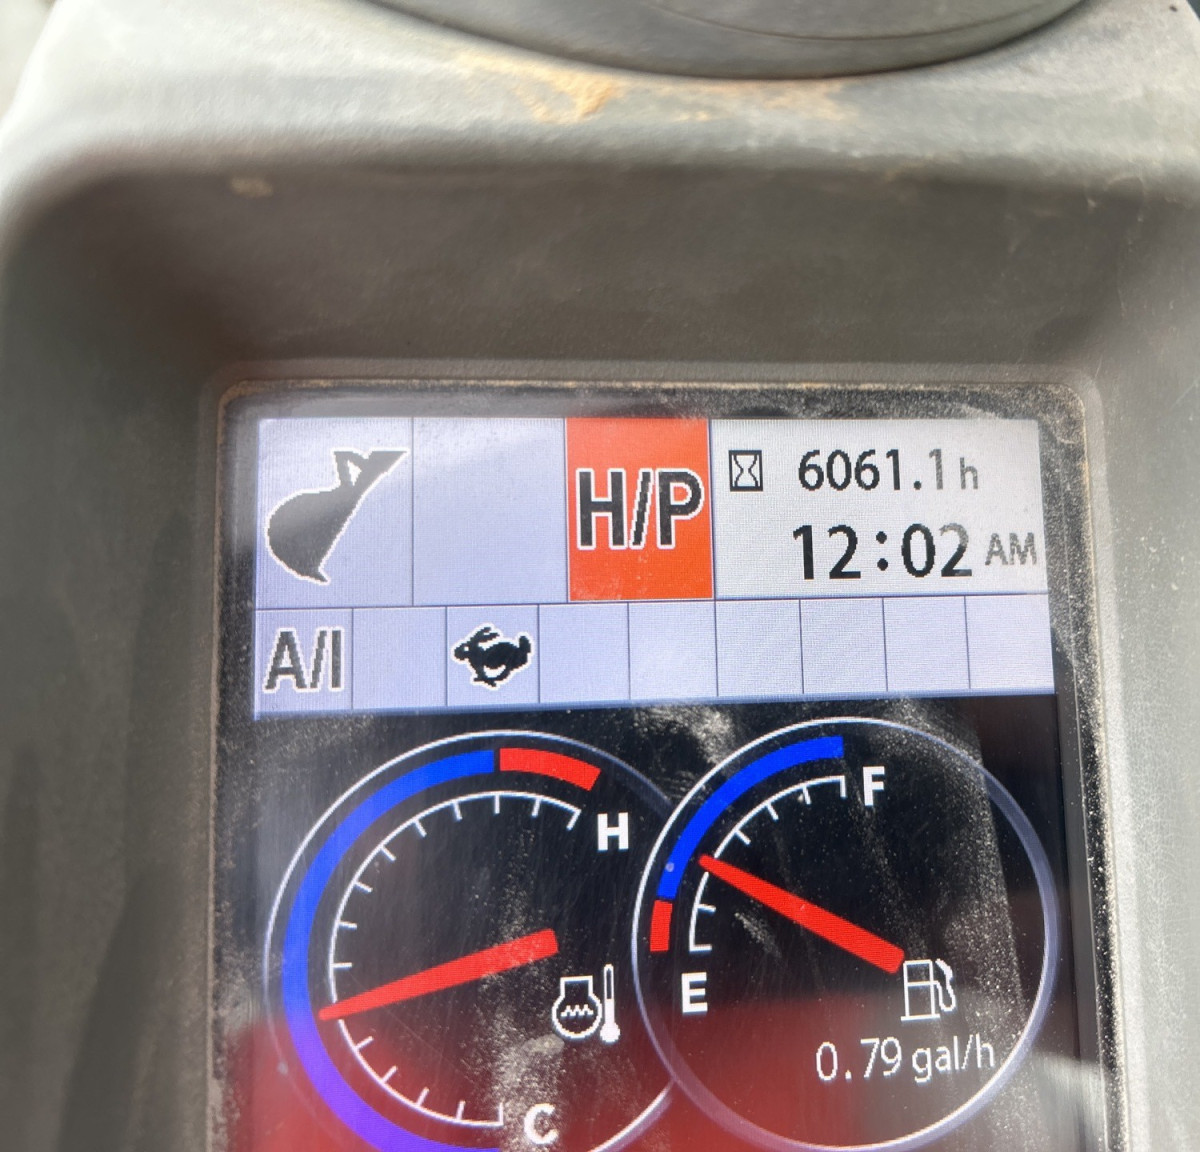 H/P
6061.1 h
12:02 AM
A/I
H
F
E
0.79 gal/h
C